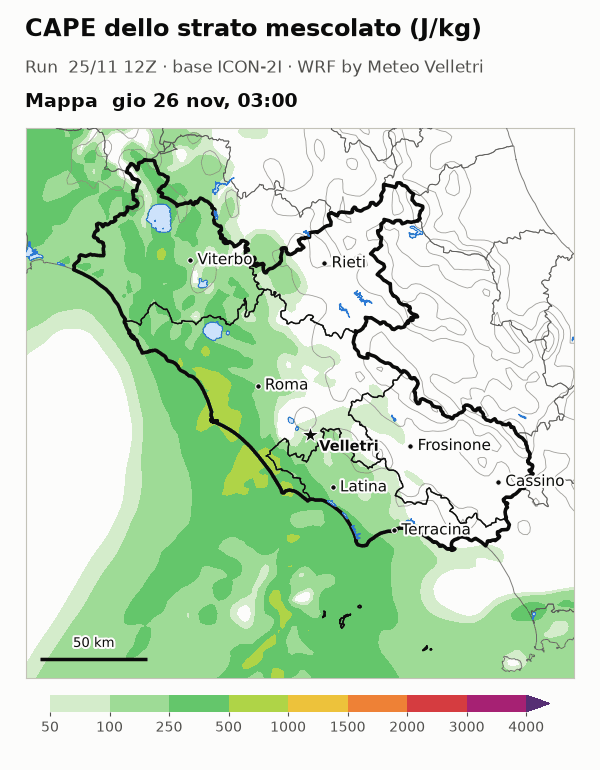 CAPE dello strato mescolato (J/kg)
Run  25/11 12Z · base ICON-2I · WRF by Meteo Velletri
Mappa  gio 26 nov, 03:00
Viterbo
Rieti
Roma
Velletri
Frosinone
Cassino
Latina
Terracina
50 km
50 100 250 500 1000 1500 2000 3000 4000